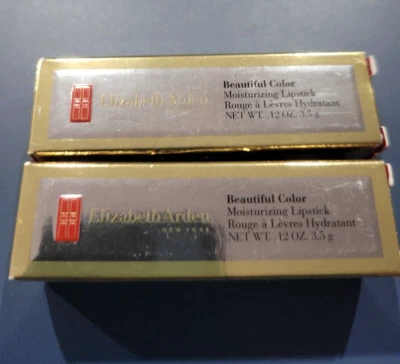 Elizabeth Arden
Beautiful Color
Moisturizing Lipstick
Rouge à Lèvres Hydratant
NET WT. .12 OZ. 3.5 g
Elizabeth Arden
NEW YORK
Beautiful Color
Moisturizing Lipstick
Rouge à Lèvres Hydratant
NET WT. .12 OZ. 3.5 g